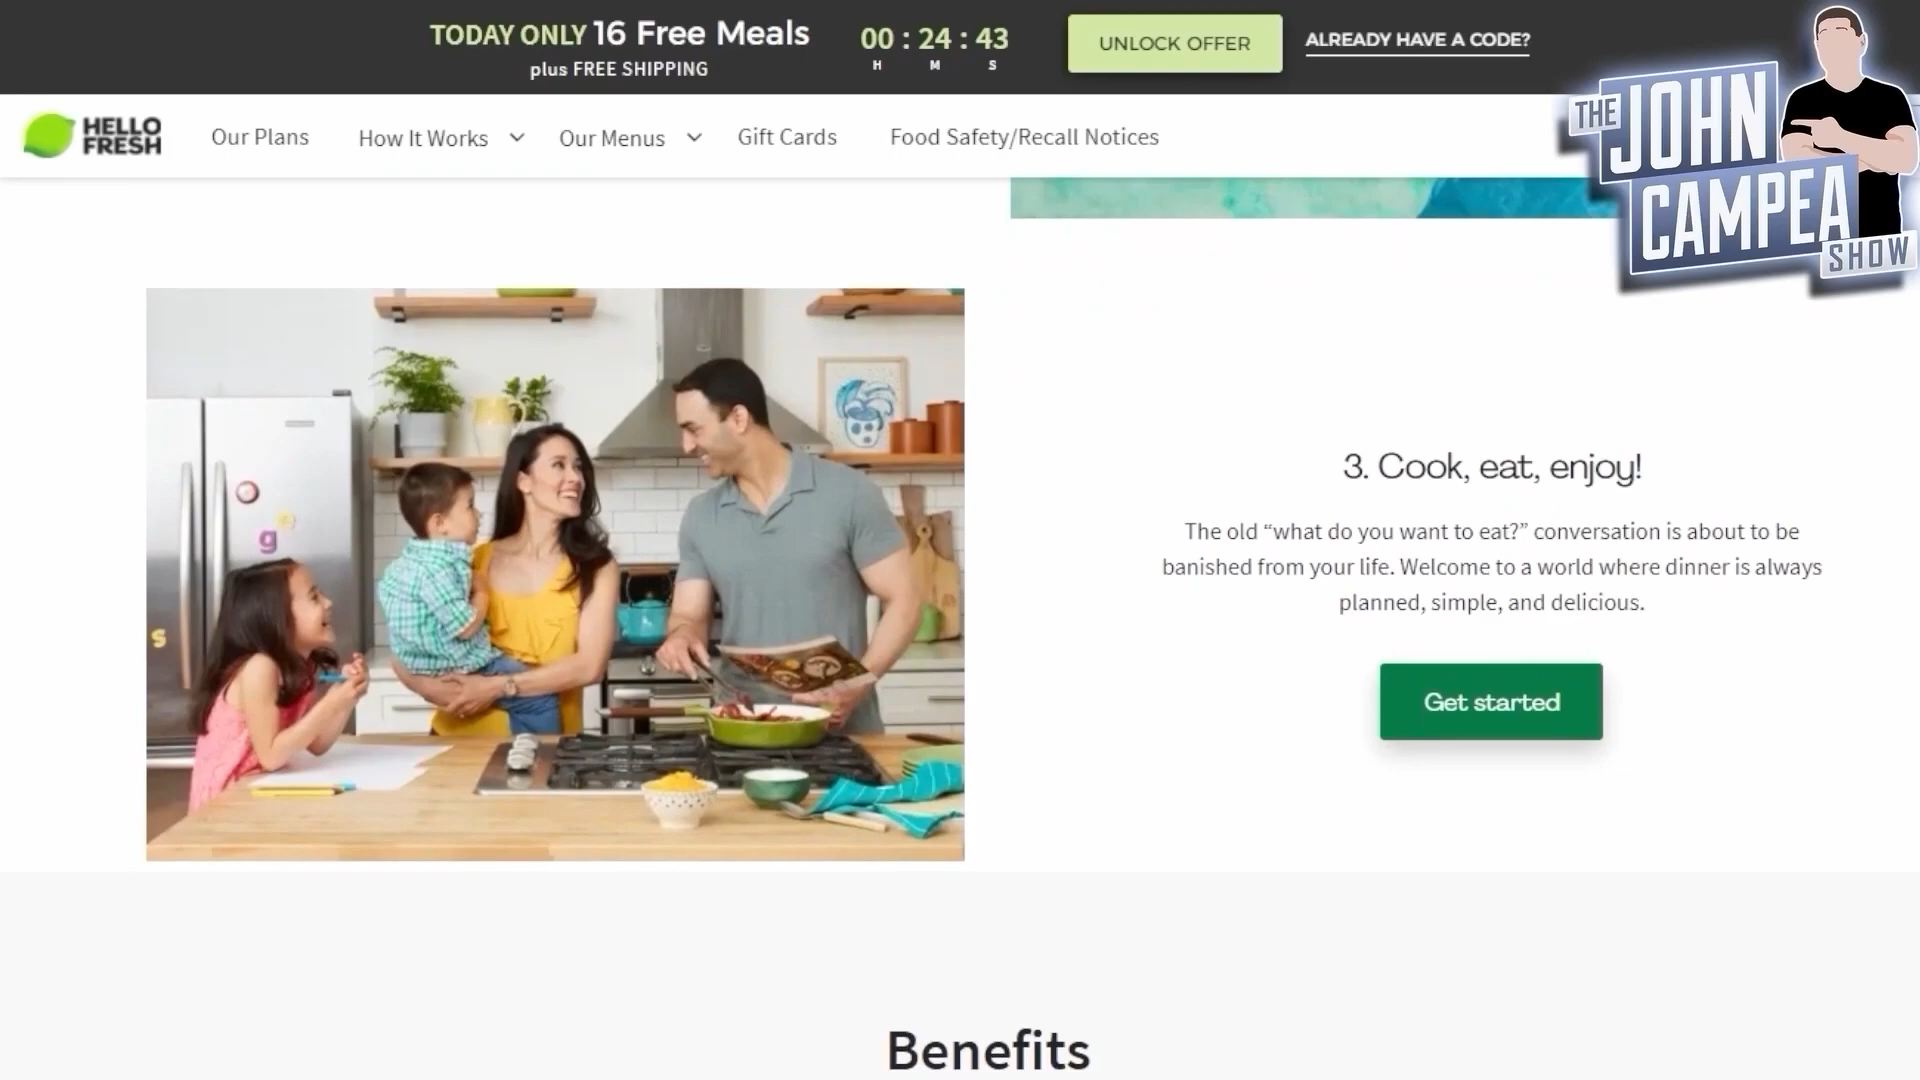 TODAY ONLY 16 Free Meals
plus FREE SHIPPING
00 : 24 : 43
H M S
UNLOCK OFFER
ALREADY HAVE A CODE?
THE
JOHN
CAMPEA
SHOW
HELLO
FRESH
Our Plans
How It Works
Our Menus
Gift Cards
Food Safety/Recall Notices
g
s
3. Cook, eat, enjoy!
The old “what do you want to eat?” conversation is about to be
banished from your life. Welcome to a world where dinner is always
planned, simple, and delicious.
Get started
Benefits